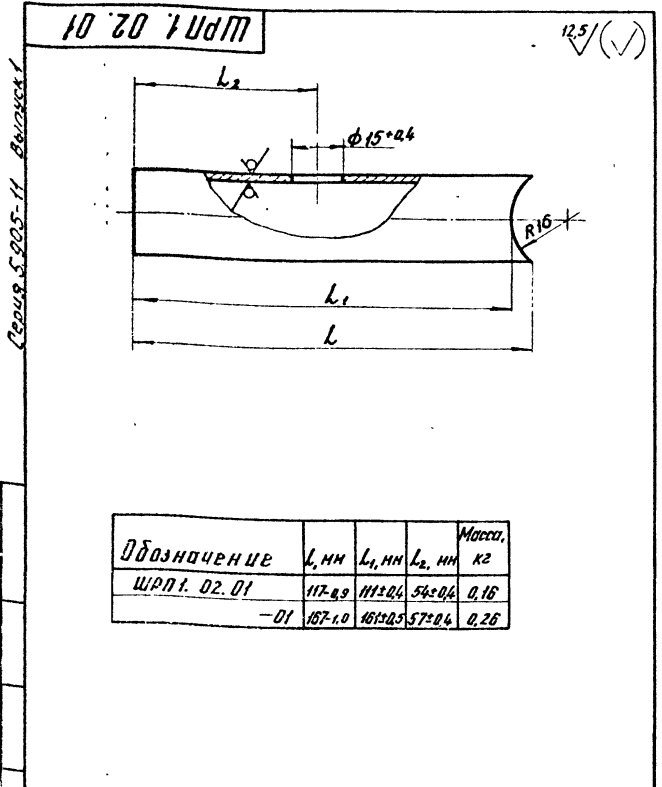 ШРП1. 02. 01
12,5 (√)
Серия 5.905-11 Выпуск 1
L₂
ϕ15⁺⁰·⁴
R16
L₁
L
Обозначение L, мм L₁, мм L₂, мм Масса, кг
ШРП1. 02. 01 117-0,9 111±0,4 54±0,4 0,16
-01 167-1,0 161±0,5 57±0,4 0,26